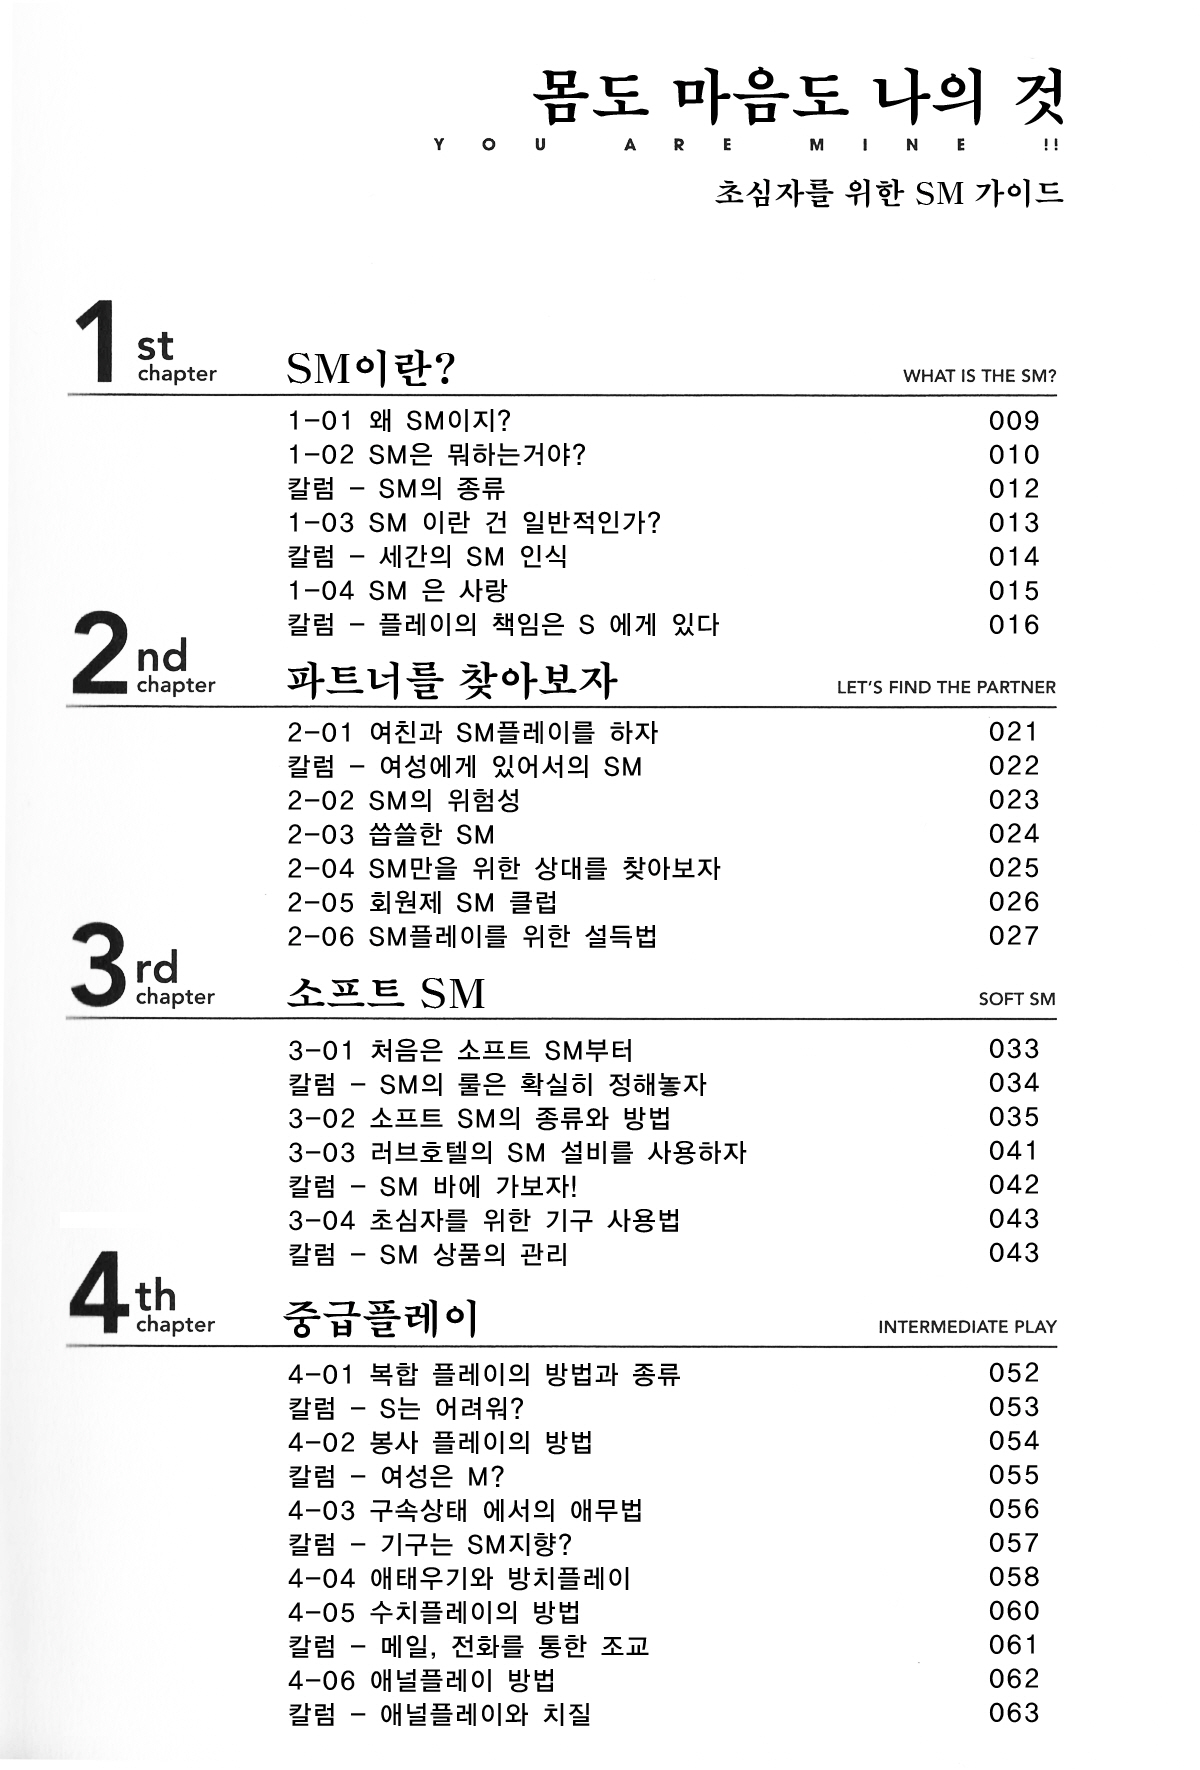 몸도 마음도 나의 것
YOU ARE MINE !!
초심자를 위한 SM 가이드
1st chapter SM이란? WHAT IS THE SM?
1-01 왜 SM이지? 009
1-02 SM은 뭐하는거야? 010
칼럼 - SM의 종류 012
1-03 SM 이란 건 일반적인가? 013
칼럼 - 세간의 SM 인식 014
1-04 SM 은 사랑 015
칼럼 - 플레이의 책임은 S 에게 있다 016
2nd chapter 파트너를 찾아보자 LET'S FIND THE PARTNER
2-01 여친과 SM플레이를 하자 021
칼럼 - 여성에게 있어서의 SM 022
2-02 SM의 위험성 023
2-03 씁쓸한 SM 024
2-04 SM만을 위한 상대를 찾아보자 025
2-05 회원제 SM 클럽 026
2-06 SM플레이를 위한 설득법 027
3rd chapter 소프트 SM SOFT SM
3-01 처음은 소프트 SM부터 033
칼럼 - SM의 룰은 확실히 정해놓자 034
3-02 소프트 SM의 종류와 방법 035
3-03 러브호텔의 SM 설비를 사용하자 041
칼럼 - SM 바에 가보자! 042
3-04 초심자를 위한 기구 사용법 043
칼럼 - SM 상품의 관리 043
4th chapter 중급플레이 INTERMEDIATE PLAY
4-01 복합 플레이의 방법과 종류 052
칼럼 - S는 어려워? 053
4-02 봉사 플레이의 방법 054
칼럼 - 여성은 M? 055
4-03 구속상태 에서의 애무법 056
칼럼 - 기구는 SM지향? 057
4-04 애태우기와 방치플레이 058
4-05 수치플레이의 방법 060
칼럼 - 메일, 전화를 통한 조교 061
4-06 애널플레이 방법 062
칼럼 - 애널플레이와 치질 063